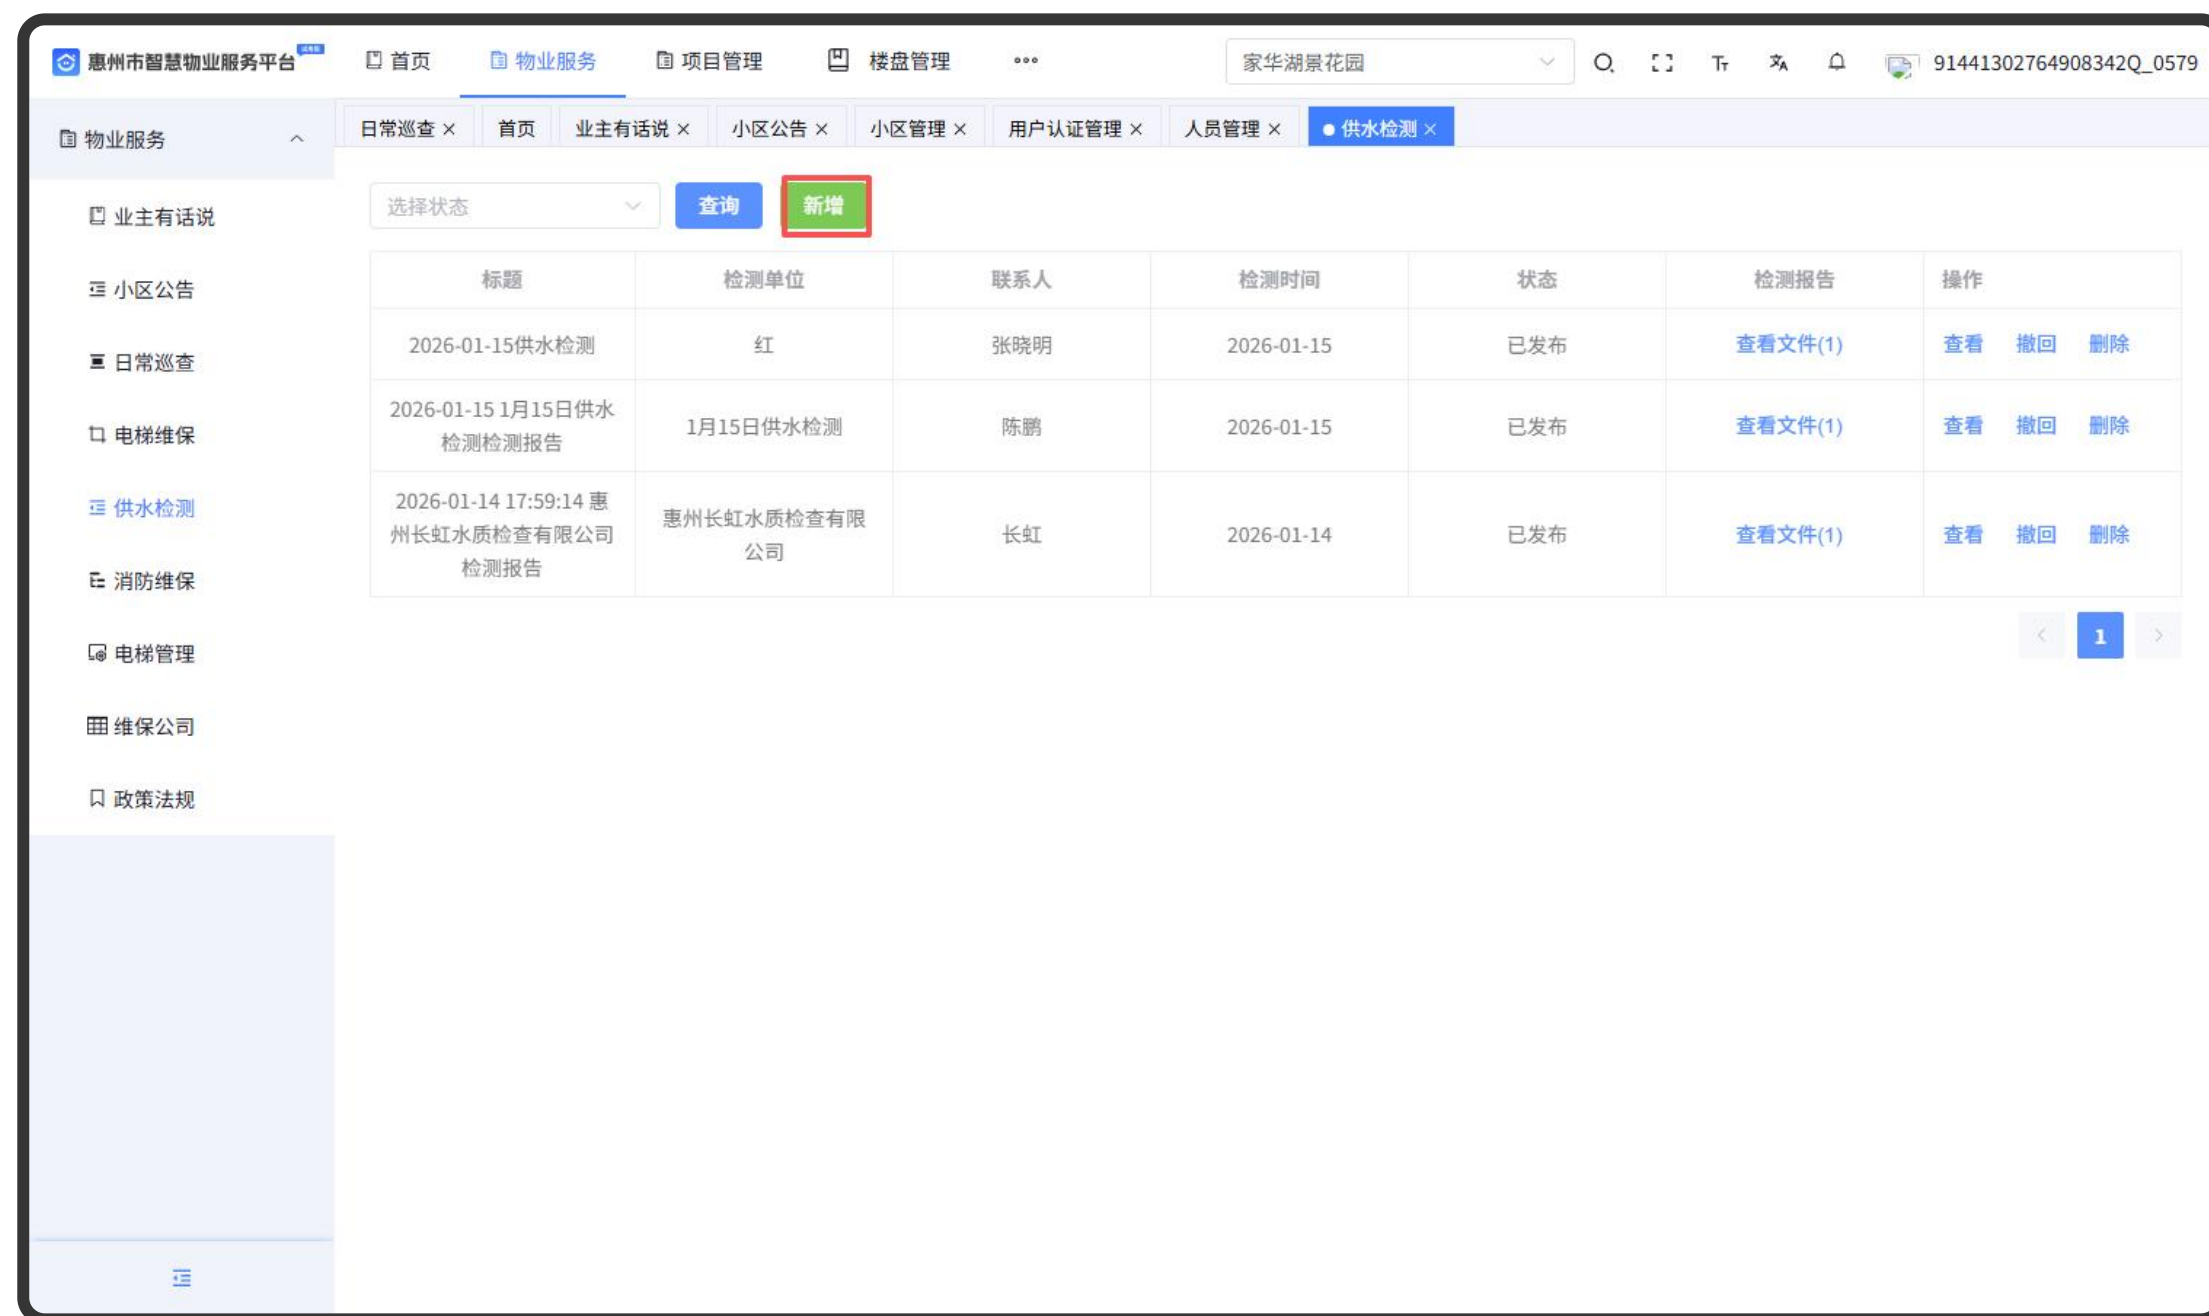 惠州市智慧物业服务平台
首页 物业服务 项目管理 楼盘管理
家华湖景花园
91441302764908342Q_0579
物业服务
日常巡查 首页 业主有话说 小区公告 小区管理 用户认证管理 人员管理 供水检测
业主有话说
小区公告
日常巡查
电梯维保
供水检测
消防维保
电梯管理
维保公司
政策法规
选择状态 查询 新增
标题 检测单位 联系人 检测时间 状态 检测报告 操作
2026-01-15供水检测 红 张晓明 2026-01-15 已发布 查看文件(1) 查看 撤回 删除
2026-01-15 1月15日供水
检测检测报告
1月15日供水检测 陈鹏 2026-01-15 已发布 查看文件(1) 查看 撤回 删除
2026-01-14 17:59:14 惠
州长虹水质检查有限公司
检测报告
惠州长虹水质检查有限
公司
长虹 2026-01-14 已发布 查看文件(1) 查看 撤回 删除
1